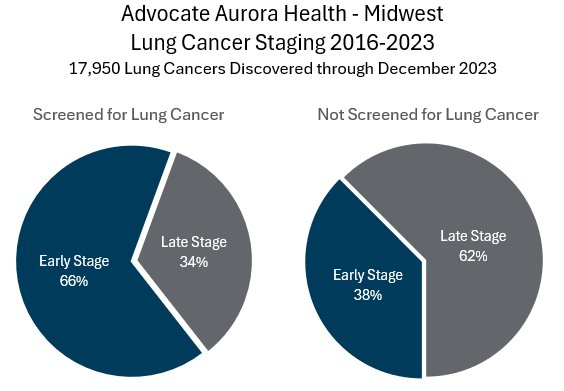 Advocate Aurora Health - Midwest
Lung Cancer Staging 2016-2023
17,950 Lung Cancers Discovered through December 2023
Screened for Lung Cancer
Not Screened for Lung Cancer
Early Stage
66%
Late Stage
34%
Early Stage
38%
Late Stage
62%